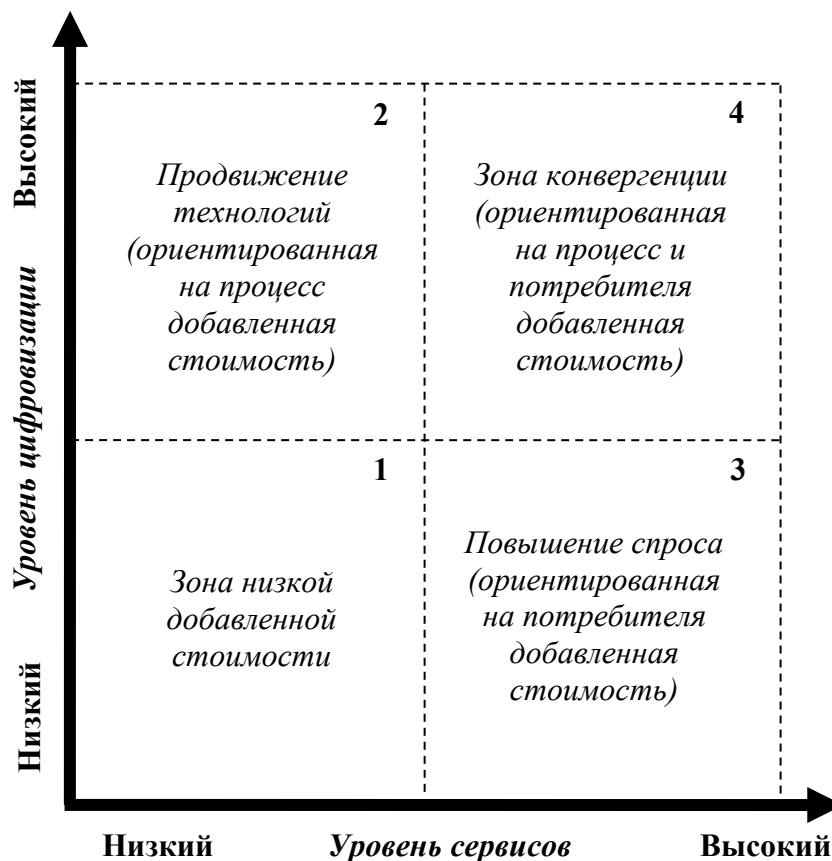 Высокий
Уровень цифровизации
Низкий
2
Продвижение
технологий
(ориентированная
на процесс
добавленная
стоимость)
4
Зона конвергенции
(ориентированная
на процесс и
потребителя
добавленная
стоимость)
1
Зона низкой
добавленной
стоимости
3
Повышение спроса
(ориентированная
на потребителя
добавленная
стоимость)
Низкий
Уровень сервисов
Высокий